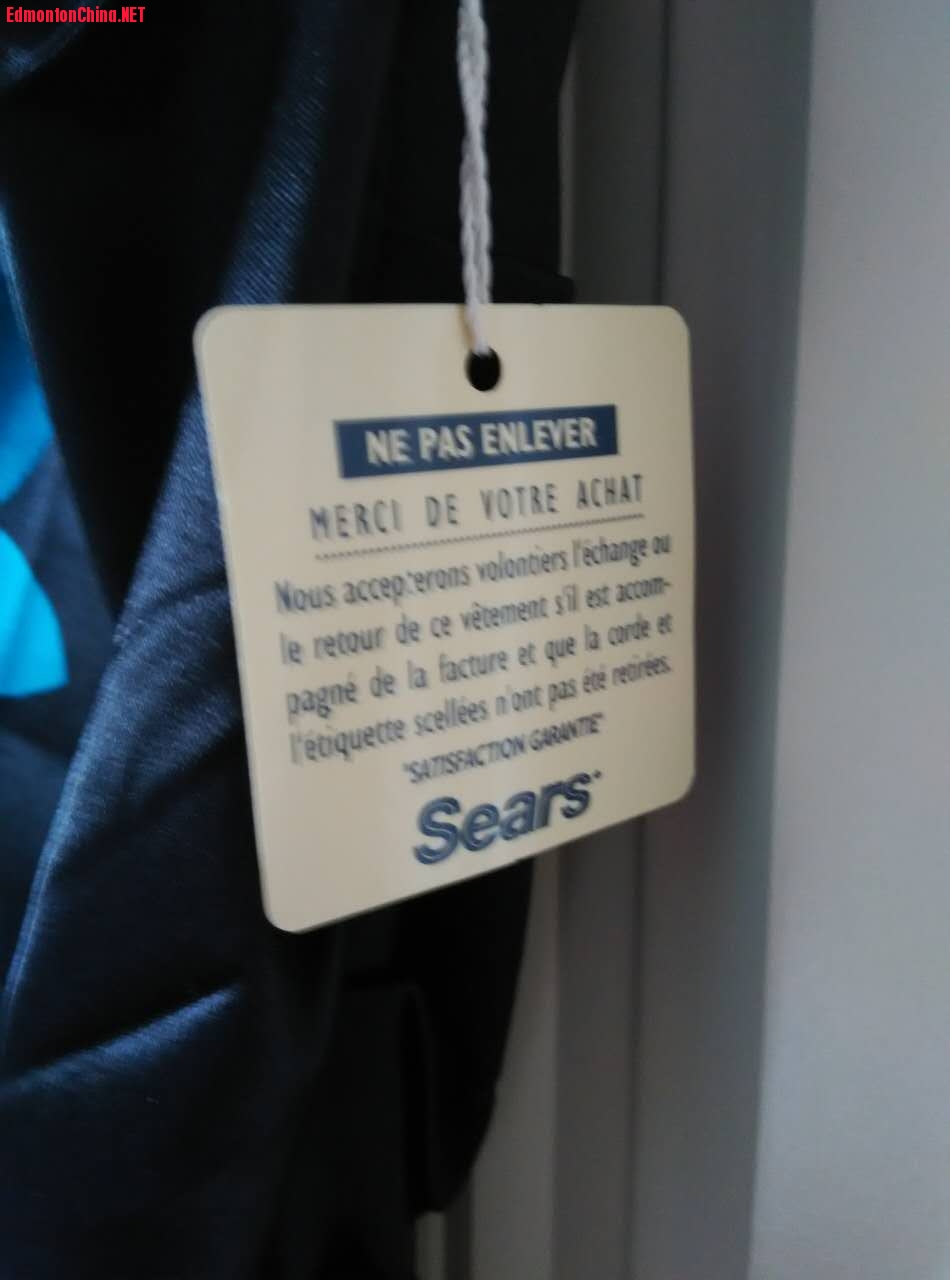 EdmontonChina.NET
NE PAS ENLEVER
MERCI DE VOTRE ACHAT
Nous accepterons volontiers l'échange ou
le retour de ce vêtement s'il est accom-
pagné de la facture et que la corde et
l'étiquette scellées n'ont pas été retirées.
"SATISFACTION GARANTIE"
Sears